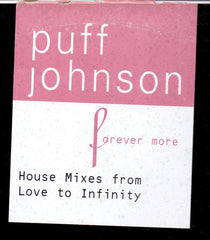 puff
johnson
forever more
House Mixes from
Love to Infinity